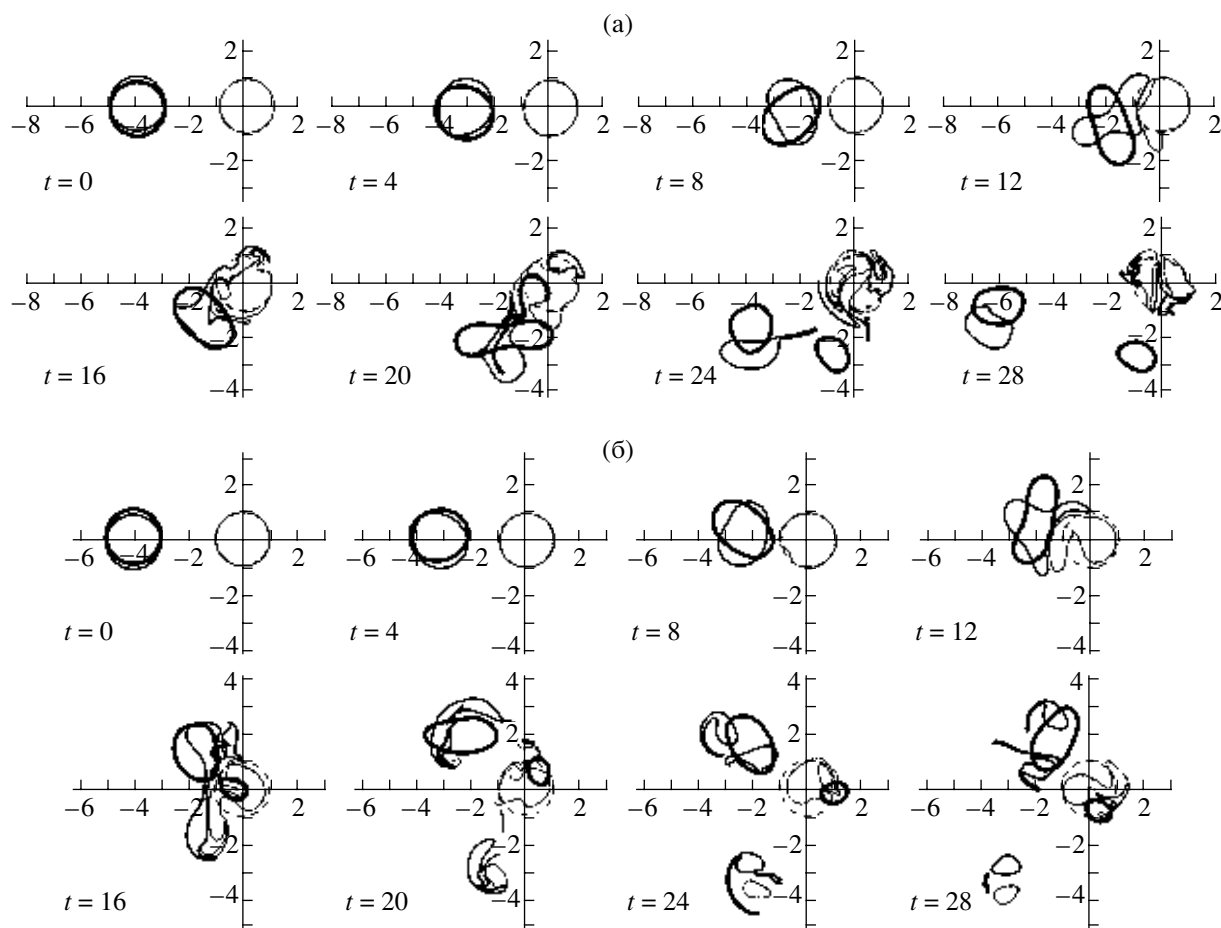 (а)
2 2 2 2
−8 −6 −4 −2 2 −8 −6 −4 −2 2 −8 −6 −4 −2 2 −8 −6 −4 −2 2
−2 −2 −2 −2
t = 0 t = 4 t = 8 t = 12
2 2 2 2
−8 −6 −4 −2 2 −8 −6 −4 −2 2 −8 −6 −4 −2 2 −8 −6 −4 −2 2
−2 −2 −2 −2
t = 16 t = 20 t = 24 t = 28
−4 −4 −4 −4
(б)
2 2 2 2
−6 −4 −2 2 −6 −4 −2 2 −6 −4 −2 2 −6 −4 −2 2
−2 −2 −2 −2
t = 0 t = 4 t = 8 t = 12
−4 −4 −4 −4
4 4 4 4
2 2 2 2
−6 −4 −2 2 −6 −4 −2 2 −6 −4 −2 2 −6 −4 −2 2
−2 −2 −2 −2
t = 16 t = 20 t = 24 t = 28
−4 −4 −4 −4